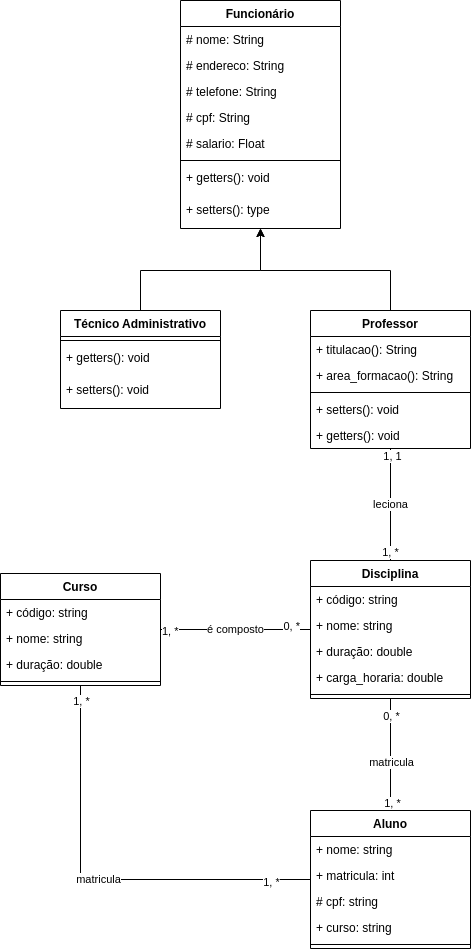 Funcionário
# nome: String
# endereco: String
# telefone: String
# cpf: String
# salario: Float
+ getters(): void
+ setters(): type
Técnico Administrativo
+ getters(): void
+ setters(): void
Professor
+ titulacao(): String
+ area_formacao(): String
+ setters(): void
+ getters(): void
1, 1
leciona
1, *
Curso
+ código: string
+ nome: string
+ duração: double
1, *
é composto
0, *
Disciplina
+ código: string
+ nome: string
+ duração: double
+ carga_horaria: double
1, *
matricula
1, *
0, *
matricula
1, *
Aluno
+ nome: string
+ matricula: int
# cpf: string
+ curso: string